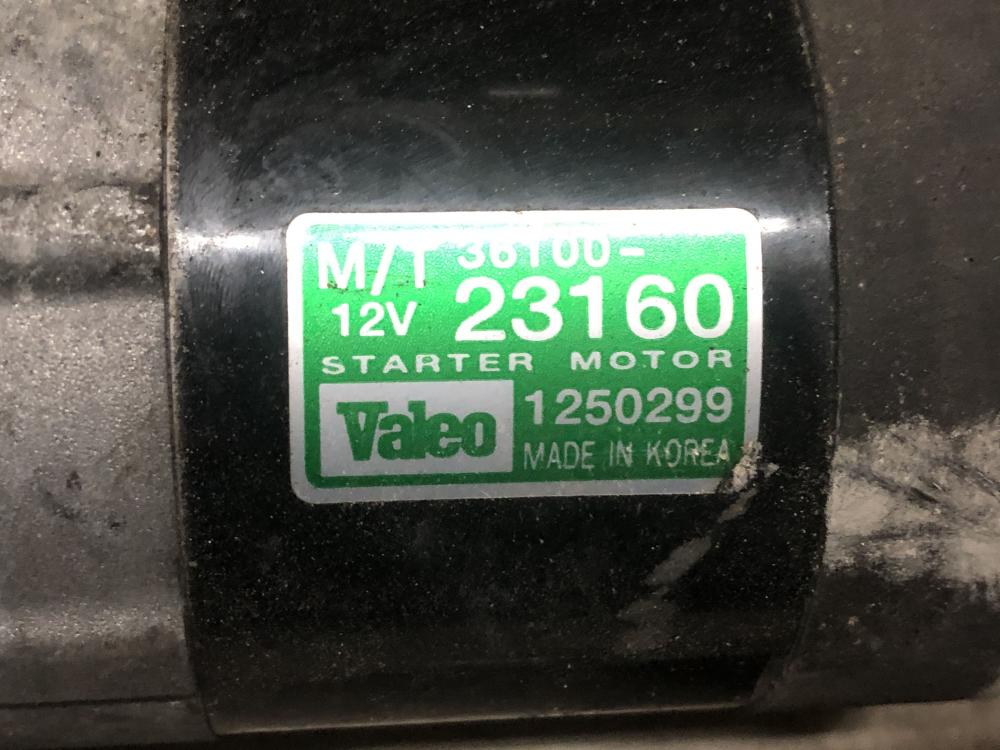 M/T 36100-
12V 23160
STARTER MOTOR
Valeo 1250299
MADE IN KOREA